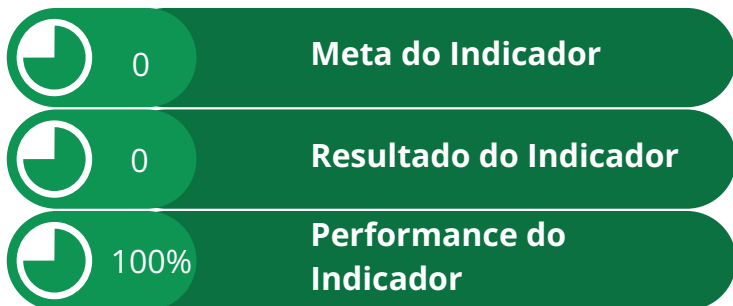 0 Meta do Indicador
0 Resultado do Indicador
100% Performance do
Indicador